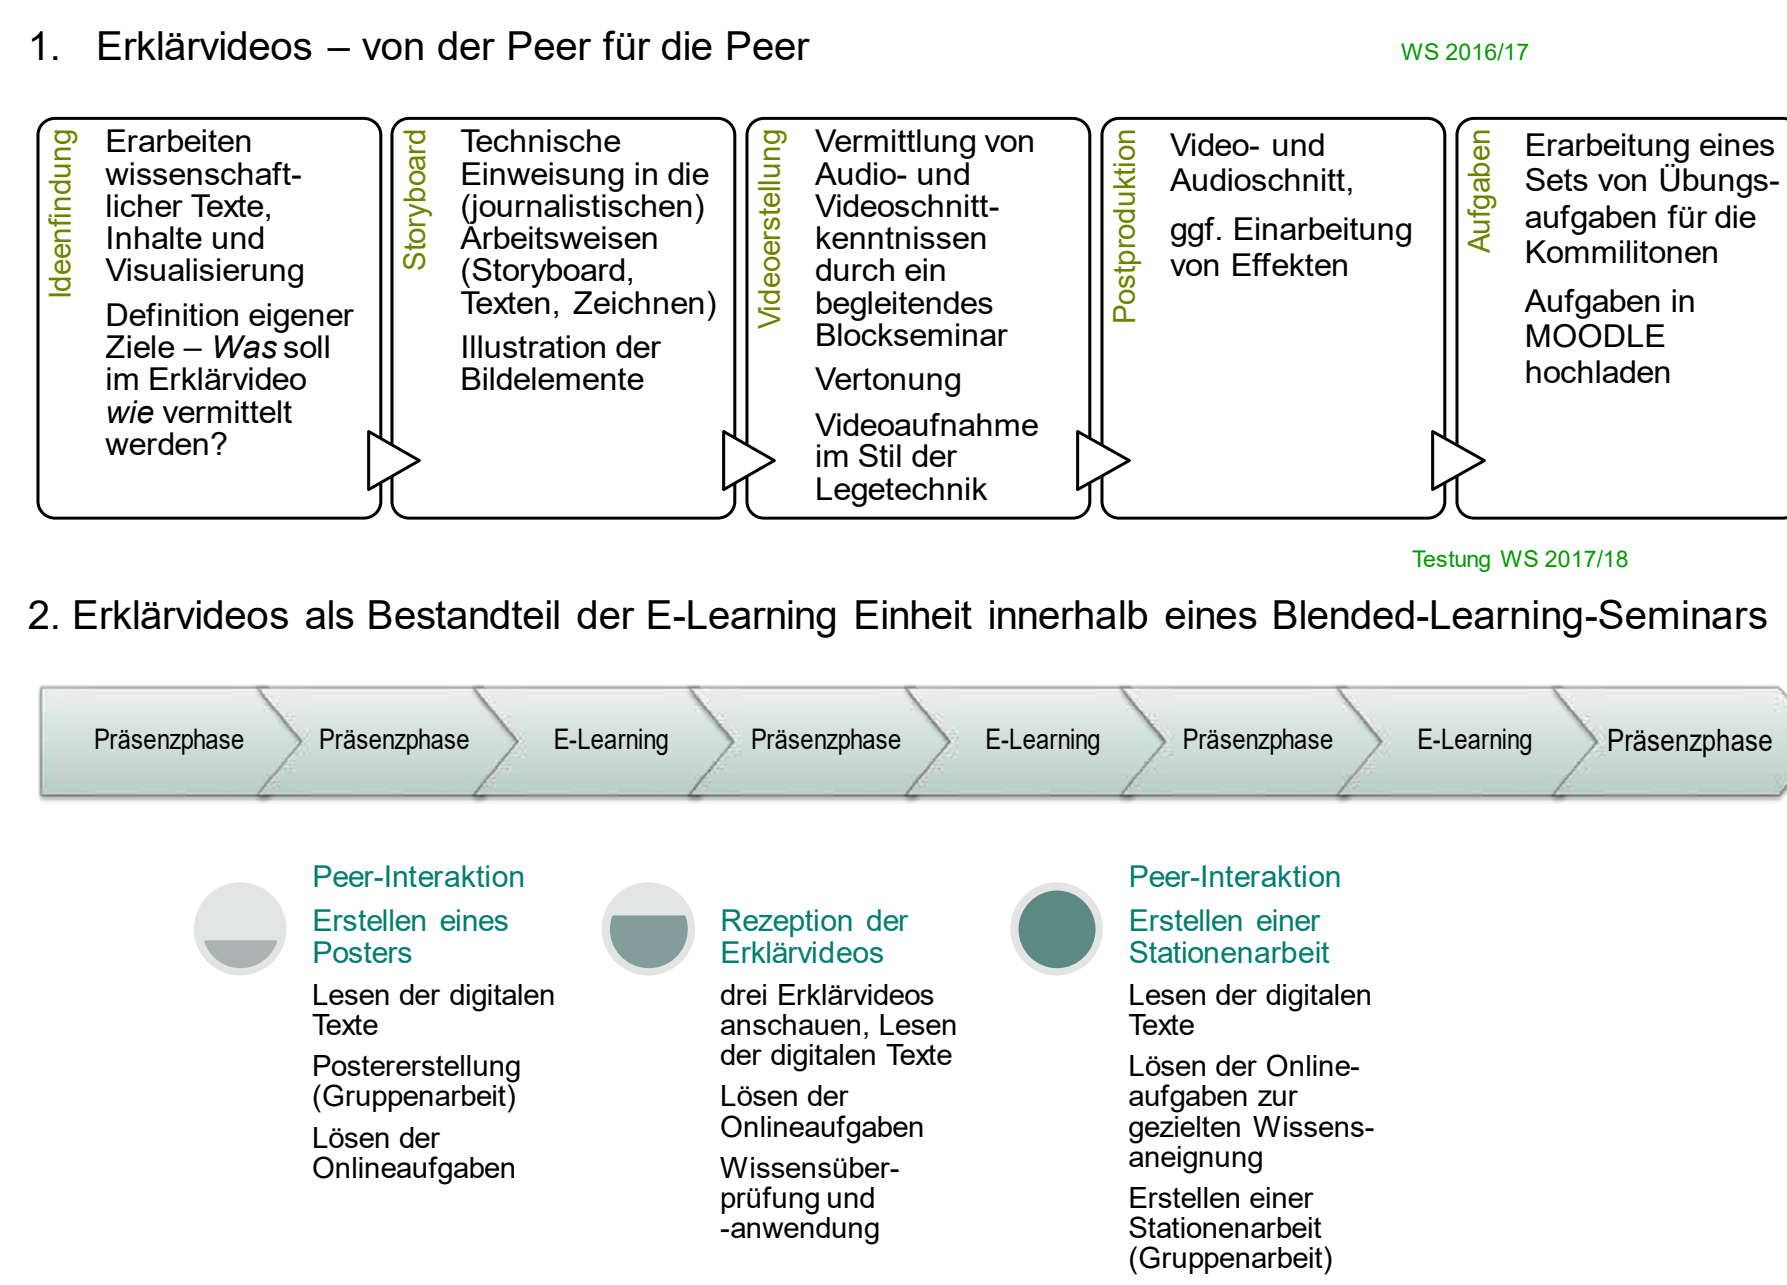 1. Erklärvideos – von der Peer für die Peer
WS 2016/17
Ideenfindung
Erarbeiten
wissenschaft-
licher Texte,
Inhalte und
Visualisierung
Definition eigener
Ziele – Was soll
im Erklärvideo
wie vermittelt
werden?
Storyboard
Technische
Einweisung in die
(journalistischen)
Arbeitsweisen
(Storyboard,
Texten, Zeichnen)
Illustration der
Bildelemente
Videoerstellung
Vermittlung von
Audio- und
Videoschnitt-
kenntnissen
durch ein
begleitendes
Blockseminar
Vertonung
Videoaufnahme
im Stil der
Legetechnik
Postproduktion
Video- und
Audioschnitt,
ggf. Einarbeitung
von Effekten
Aufgaben
Erarbeitung eines
Sets von Übungs-
aufgaben für die
Kommilitonen
Aufgaben in
MOODLE
hochladen
Testung WS 2017/18
2. Erklärvideos als Bestandteil der E-Learning Einheit innerhalb eines Blended-Learning-Seminars
Präsenzphase
Präsenzphase
E-Learning
Präsenzphase
E-Learning
Präsenzphase
E-Learning
Präsenzphase
Peer-Interaktion
Erstellen eines
Posters
Lesen der digitalen
Texte
Postererstellung
(Gruppenarbeit)
Lösen der
Onlineaufgaben
Rezeption der
Erklärvideos
drei Erklärvideos
anschauen, Lesen
der digitalen Texte
Lösen der
Onlineaufgaben
Wissensüber-
prüfung und
-anwendung
Peer-Interaktion
Erstellen einer
Stationenarbeit
Lesen der digitalen
Texte
Lösen der Online-
aufgaben zur
gezielten Wissens-
aneignung
Erstellen einer
Stationenarbeit
(Gruppenarbeit)